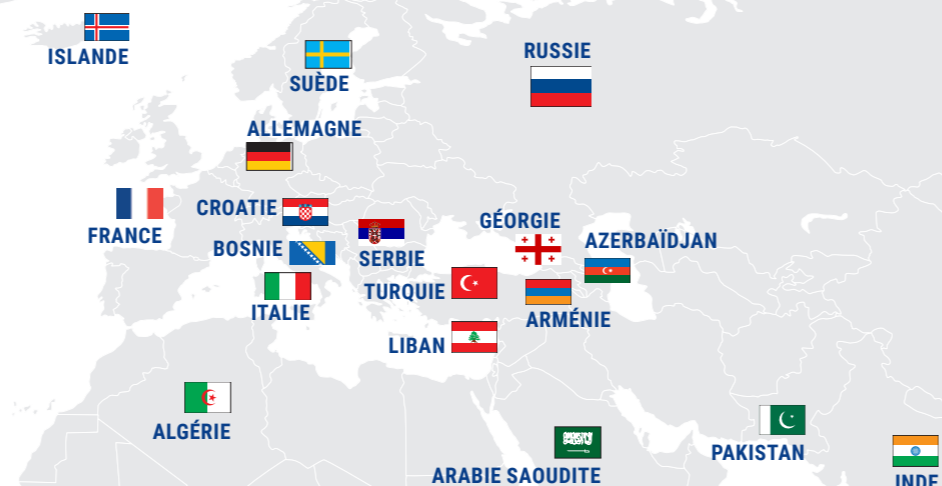 ISLANDE
RUSSIE
SUÈDE
ALLEMAGNE
CROATIE
FRANCE
GÉORGIE
AZERBAÏDJAN
BOSNIE
SERBIE
TURQUIE
ITALIE
ARMÉNIE
LIBAN
ALGÉRIE
PAKISTAN
ARABIE SAOUDITE
INDE